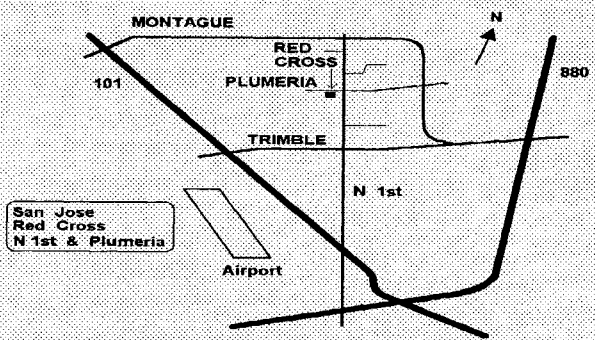 MONTAGUE
N
RED
CROSS
101
PLUMERIA
880
TRIMBLE
N 1st
San Jose
Red Cross
N 1st & Plumeria
Airport